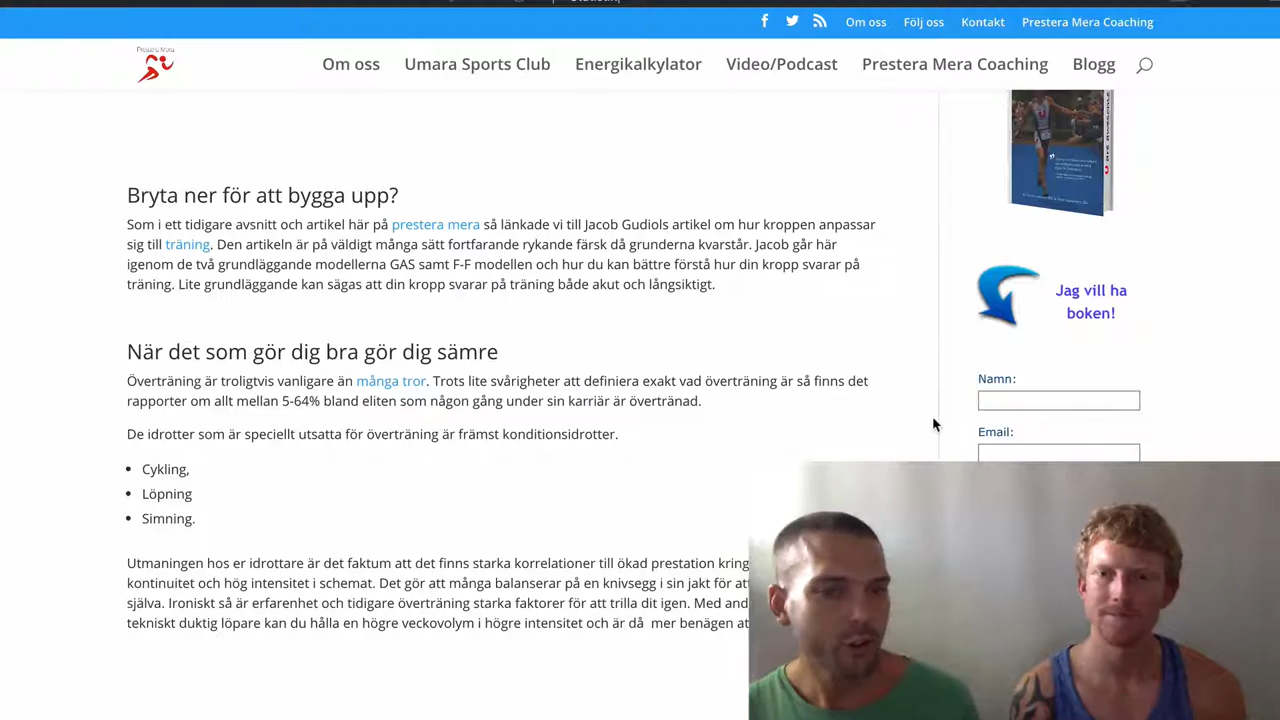 Om oss Följ oss Kontakt Prestera Mera Coaching
Prestera Mera
Om oss Umara Sports Club Energikalkylator Video/Podcast Prestera Mera Coaching Blogg
Bryta ner för att bygga upp?
Som i ett tidigare avsnitt och artikel här på prestera mera så länkade vi till Jacob Gudiols artikel om hur kroppen anpassar
sig till träning. Den artikeln är på väldigt många sätt fortfarande rykande färsk då grunderna kvarstår. Jacob går här
igenom de två grundläggande modellerna GAS samt F-F modellen och hur du kan bättre förstå hur din kropp svarar på
träning. Lite grundläggande kan sägas att din kropp svarar på träning både akut och långsiktigt.
Jag vill ha
boken!
När det som gör dig bra gör dig sämre
Överträning är troligtvis vanligare än många tror. Trots lite svårigheter att definiera exakt vad överträning är så finns det
rapporter om allt mellan 5-64% bland eliten som någon gång under sin karriär är övertränad.
Namn:
De idrotter som är speciellt utsatta för överträning är främst konditionsidrotter.
Email:
Cykling,
Löpning
Simning.
Utmaningen hos er idrottare är det faktum att det finns starka korrelationer till ökad prestation kring
kontinuitet och hög intensitet i schemat. Det gör att många balanserar på en knivsegg i sin jakt för att
själva. Ironiskt så är erfarenhet och tidigare överträning starka faktorer för att trilla dit igen. Med and
tekniskt duktig löpare kan du hålla en högre veckovolym i högre intensitet och är då mer benägen at